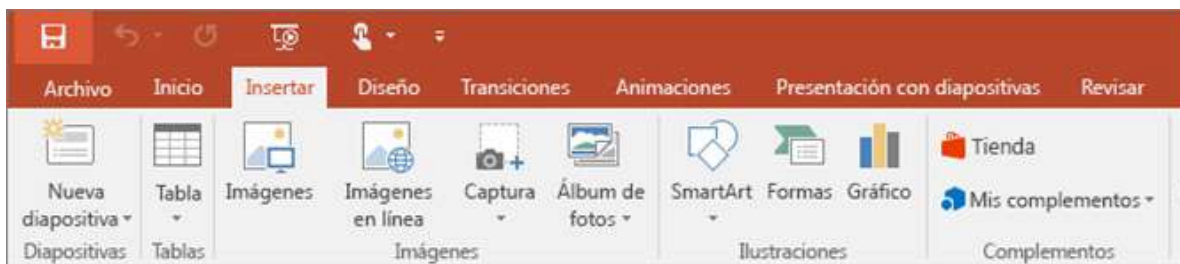 Archivo Inicio Insertar Diseño Transiciones Animaciones Presentación con diapositivas Revisar
Nueva diapositiva
Tabla
Imágenes
Imágenes en línea
Captura
Álbum de fotos
SmartArt
Formas
Gráfico
Tienda
Mis complementos
Diapositivas Tablas Imágenes Ilustraciones Complementos